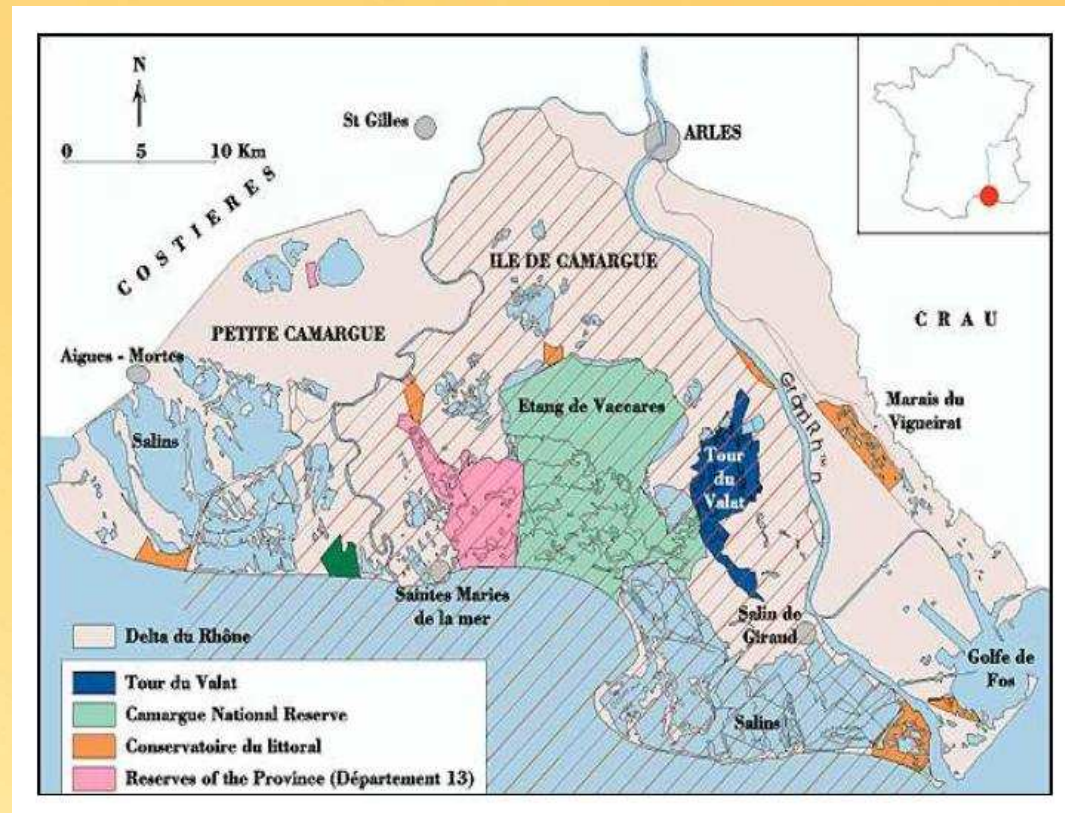 N
0 5 10 Km
St Gilles
ARLES
COSTIERES
ILE DE CAMARGUE
PETITE CAMARGUE
CRAU
Aigues - Mortes
Etang de Vaccares
Marais du
Vigueirat
Salins
Tour
du
Valat
Saintes Maries
de la mer
Salin de
Giraud
Golfe de
Fos
Salins
Delta du Rhône
Tour du Valat
Camargue National Reserve
Conservatoire du littoral
Reserves of the Province (Département 13)